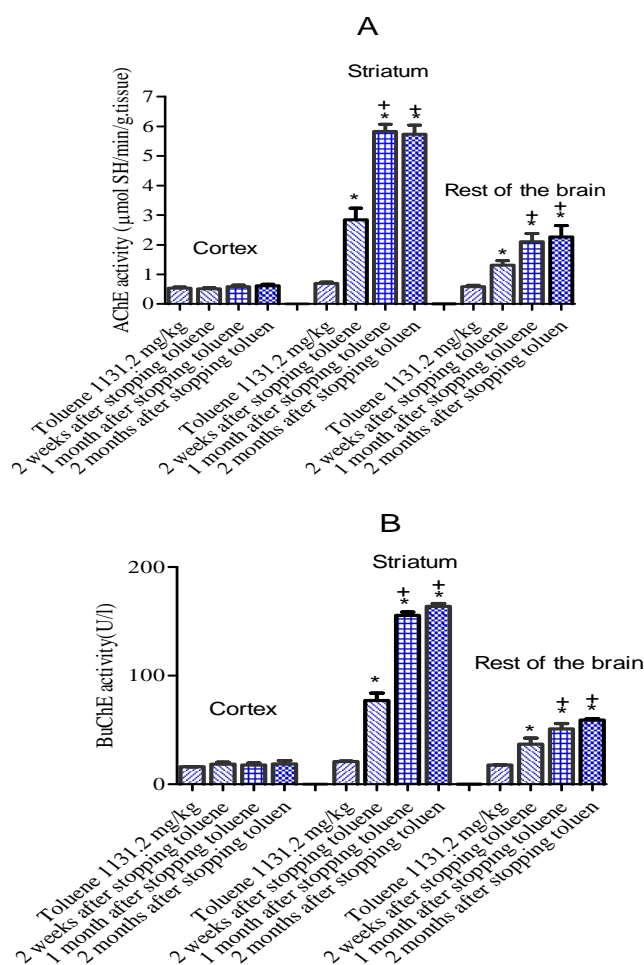 A
Striatum
AChE activity (μmol SH/min/g.tissue)
7
6
5
4
3
2
1
0
Cortex
Rest of the brain
+
*
+
*
*
*
+
*
+
*
Toluene 1131.2 mg/kg
2 weeks after stopping toluene
1 month after stopping toluene
2 months after stopping toluen
Toluene 1131.2 mg/kg
2 weeks after stopping toluene
1 month after stopping toluene
2 months after stopping toluen
Toluene 1131.2 mg/kg
2 weeks after stopping toluene
1 month after stopping toluene
2 months after stopping toluen
B
Striatum
BuChE activity(U/l)
200
100
0
Cortex
Rest of the brain
*
+
*
+
*
*
+
*
+
*
Toluene 1131.2 mg/kg
2 weeks after stopping toluene
1 month after stopping toluene
2 months after stopping toluen
Toluene 1131.2 mg/kg
2 weeks after stopping toluene
1 month after stopping toluene
2 months after stopping toluen
Toluene 1131.2 mg/kg
2 weeks after stopping toluene
1 month after stopping toluene
2 months after stopping toluen